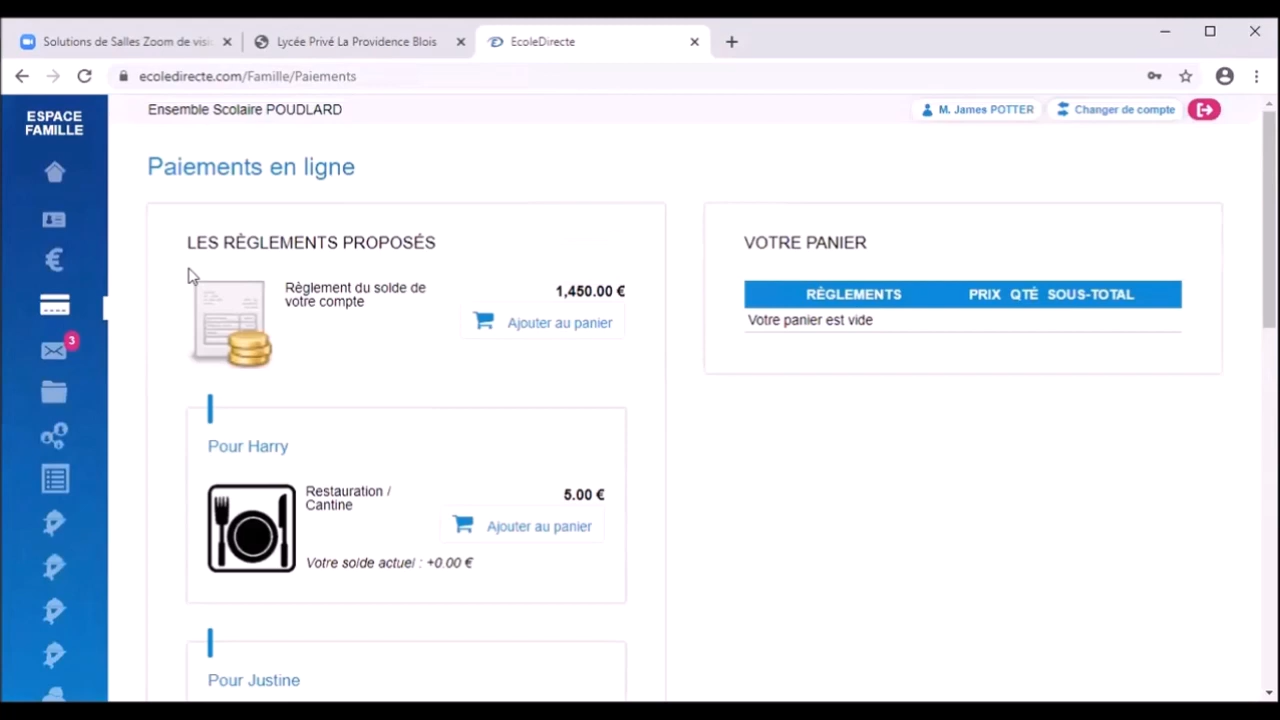 Solutions de Salles Zoom de visi
Lycée Privé La Providence Blois
EcoleDirecte
ecoledirecte.com/Famille/Paiements
ESPACE
FAMILLE
Ensemble Scolaire POUDLARD
M. James POTTER
Changer de compte
Paiements en ligne
LES RÈGLEMENTS PROPOSÉS
Règlement du solde de
votre compte
1,450.00 €
Ajouter au panier
3
Pour Harry
Restauration /
Cantine
5.00 €
Ajouter au panier
Votre solde actuel : +0.00 €
Pour Justine
VOTRE PANIER
RÈGLEMENTS PRIX QTÉ SOUS-TOTAL
Votre panier est vide